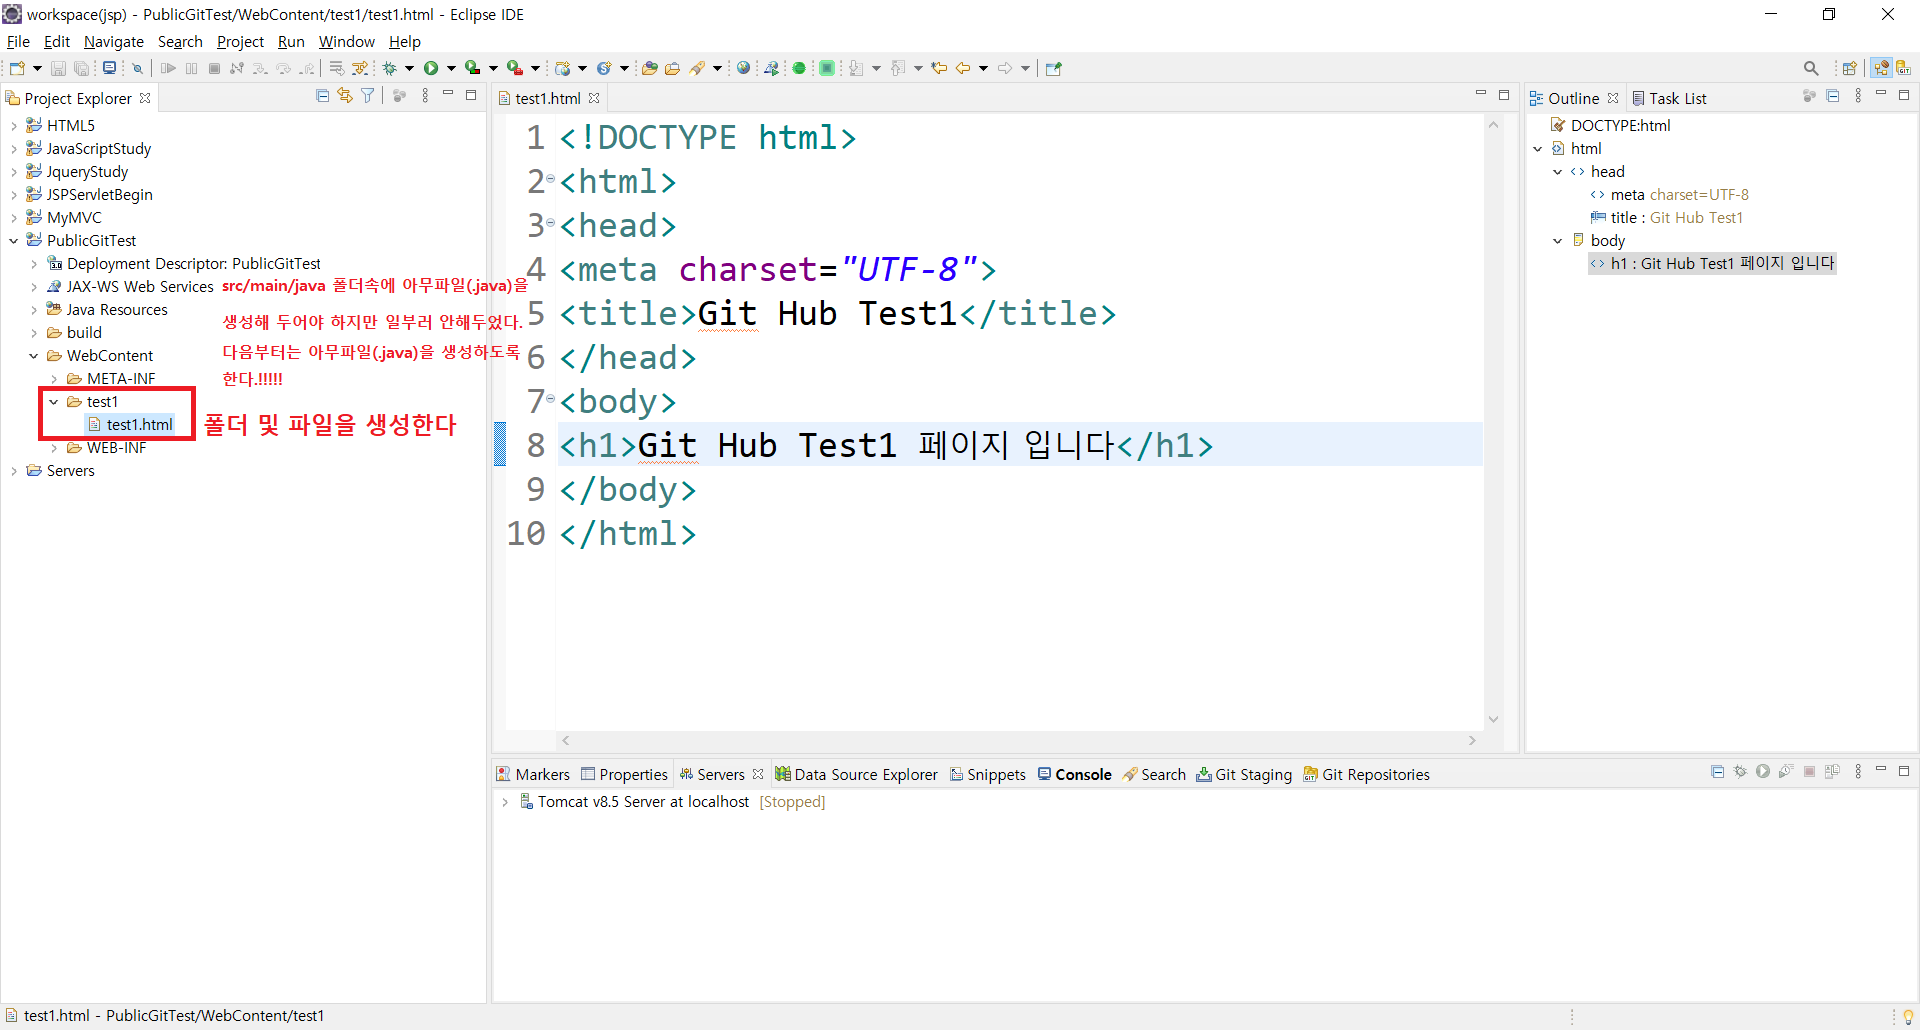 workspace(jsp) - PublicGitTest/WebContent/test1/test1.html - Eclipse IDE
File Edit Navigate Search Project Run Window Help
Project Explorer
HTML5
JavaScriptStudy
JqueryStudy
JSPServletBegin
MyMVC
PublicGitTest
Deployment Descriptor: PublicGitTest
JAX-WS Web Services
Java Resources
build
WebContent
META-INF
test1
test1.html
WEB-INF
Servers
src/main/java 폴더속에 아무파일(.java)을
생성해 두어야 하지만 일부러 안해두었다.
다음부터는 아무파일(.java)을 생성하도록
한다.!!!!!
폴더 및 파일을 생성한다
test1.html
1 <!DOCTYPE html>
2 <html>
3 <head>
4 <meta charset="UTF-8">
5 <title>Git Hub Test1</title>
6 </head>
7 <body>
8 <h1>Git Hub Test1 페이지 입니다</h1>
9 </body>
10 </html>
Outline Task List
DOCTYPE:html
html
head
meta charset=UTF-8
title : Git Hub Test1
body
h1 : Git Hub Test1 페이지 입니다
Markers Properties Servers Data Source Explorer Snippets Console Search Git Staging Git Repositories
Tomcat v8.5 Server at localhost [Stopped]
test1.html - PublicGitTest/WebContent/test1